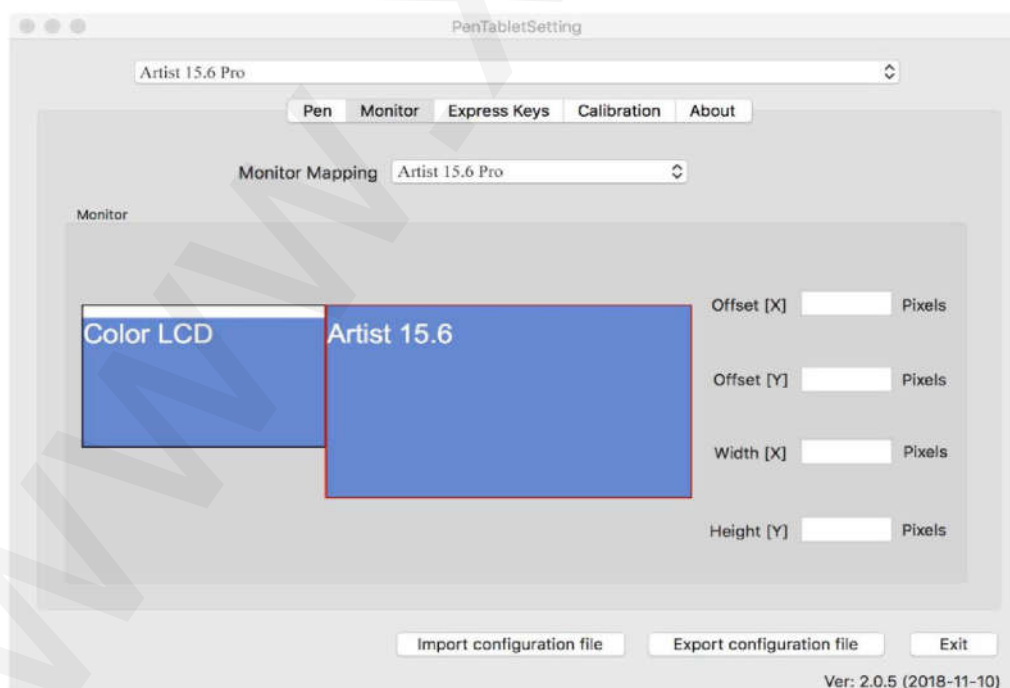 PenTabletSetting
Artist 15.6 Pro
Pen Monitor Express Keys Calibration About
Monitor Mapping Artist 15.6 Pro
Monitor
Color LCD Artist 15.6
Offset [X] Pixels
Offset [Y] Pixels
Width [X] Pixels
Height [Y] Pixels
Import configuration file Export configuration file Exit
Ver: 2.0.5 (2018-11-10)